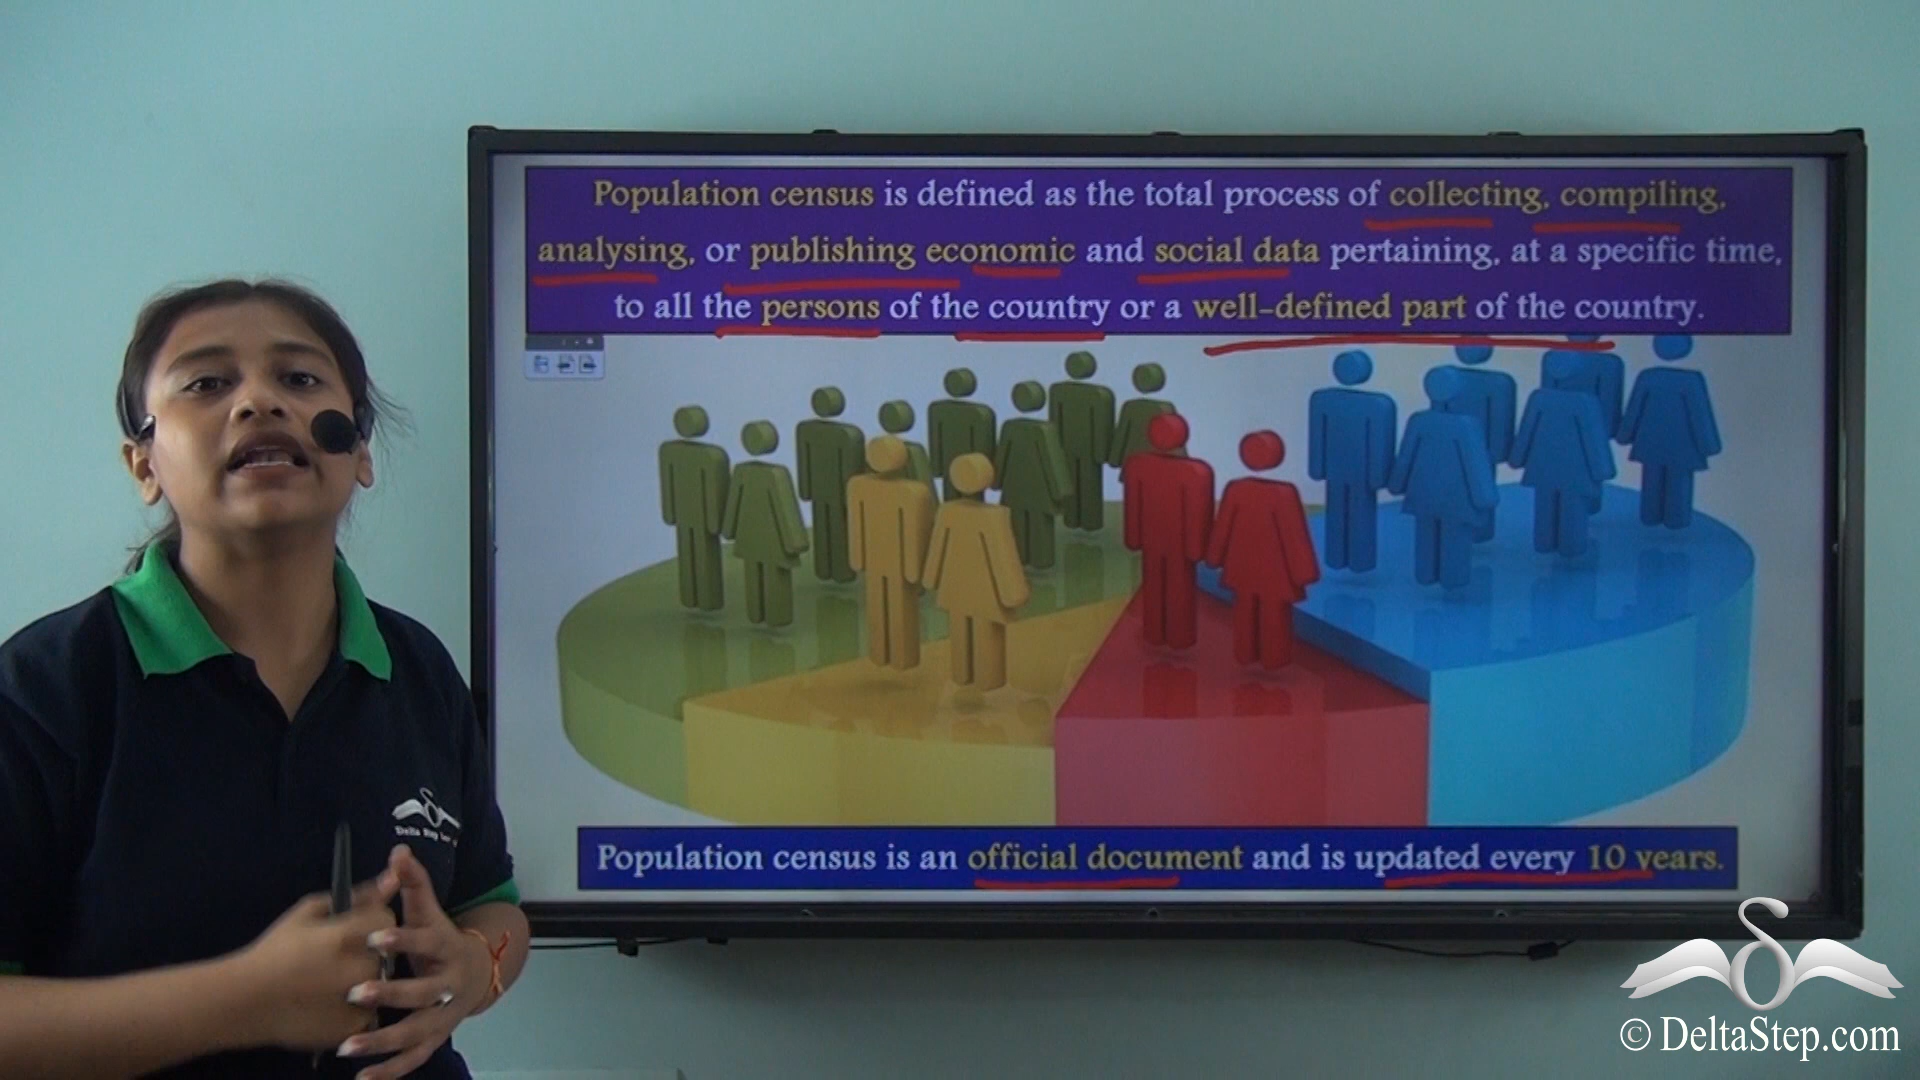 Population census is defined as the total process of collecting, compiling,
analysing, or publishing economic and social data pertaining, at a specific time,
to all the persons of the country or a well-defined part of the country.
Population census is an official document and is updated every 10 years.
Delta Step
© DeltaStep.com